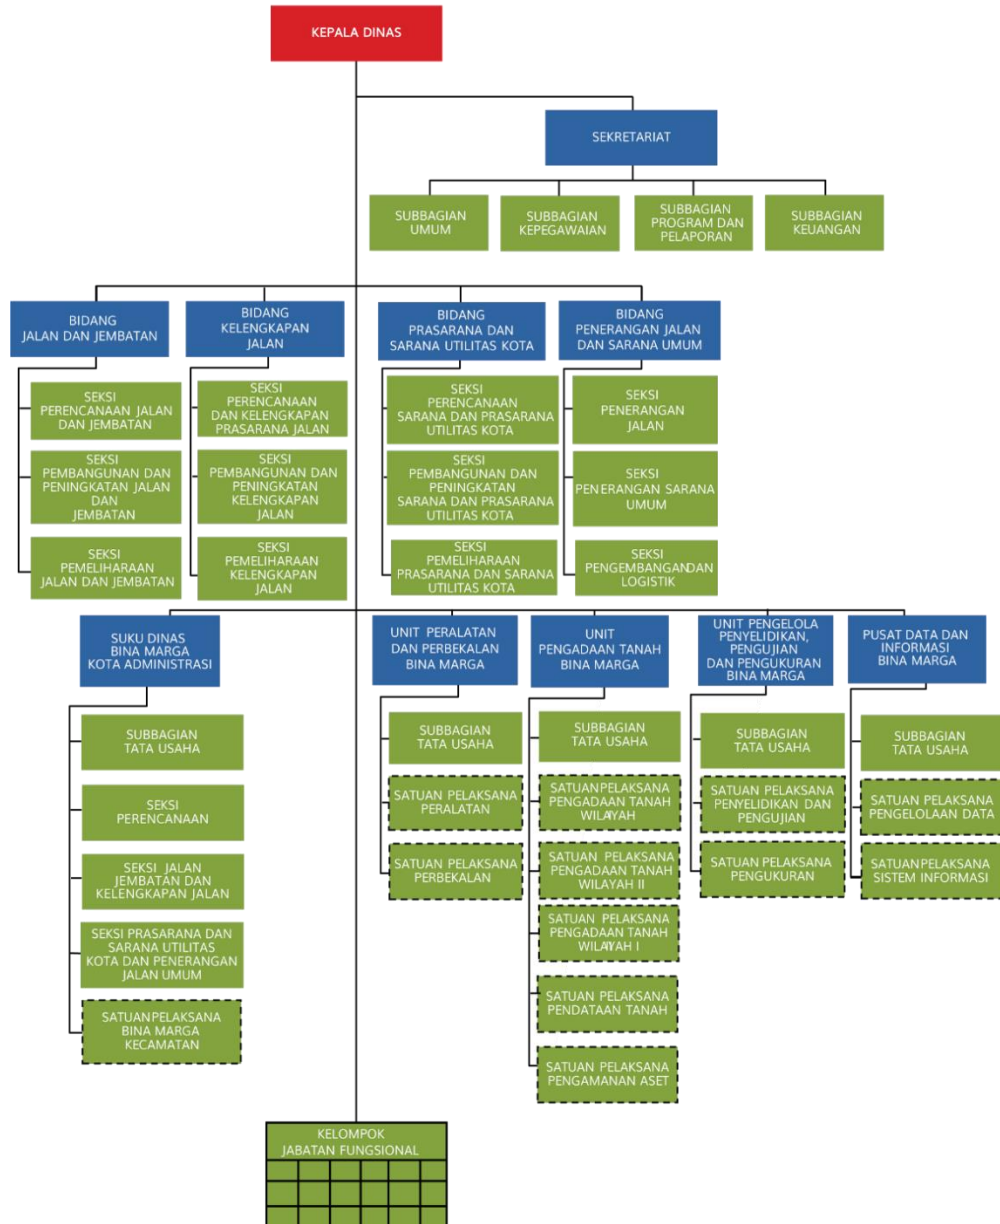 KEPALA DINAS
SEKRETARIAT
SUBBAGIAN
UMUM
SUBBAGIAN
KEPEGAWAIAN
SUBBAGIAN
PROGRAM DAN
PELAPORAN
SUBBAGIAN
KEUANGAN
BIDANG
JALAN DAN JEMBATAN
BIDANG
KELENGKAPAN
JALAN
BIDANG
PRASARANA DAN
SARANA UTILITAS KOTA
BIDANG
PENERANGAN JALAN
DAN SARANA UMUM
SEKSI
PERENCANAAN JALAN
DAN JEMBATAN
SEKSI
PEMBANGUNAN DAN
PENINGKATAN JALAN
DAN
JEMBATAN
SEKSI
PEMELIHARAAN
JALAN DAN JEMBATAN
SEKSI
PERENCANAAN
DAN KELENGKAPAN
PRASARANA JALAN
SEKSI
PEMBANGUNAN DAN
PENINGKATAN
KELENGKAPAN
JALAN
SEKSI
PEMELIHARAAN
KELENGKAPAN
JALAN
SEKSI
PERENCANAAN
SARANA DAN PRASARANA
UTILITAS KOTA
SEKSI
PEMBANGUNAN DAN
PENINGKATAN
SARANA DAN PRASARANA
UTILITAS KOTA
SEKSI
PEMELIHARAAN
PRASARANA DAN SARANA
UTILITAS KOTA
SEKSI
PENERANGAN
JALAN
SEKSI
PENERANGAN SARANA
UMUM
SEKSI
PENGEMBANGAN DAN
LOGISTIK
SUKU DINAS
BINA MARGA
KOTA ADMINISTRASI
UNIT PERALATAN
DAN PERBEKALAN
BINA MARGA
UNIT
PENGADAAN TANAH
BINA MARGA
UNIT PENGELOLA
PENYELIDIKAN,
PENGUJIAN
DAN PENGUKURAN
BINA MARGA
PUSAT DATA DAN
INFORMASI
BINA MARGA
SUBBAGIAN
TATA USAHA
SEKSI
PERENCANAAN
SEKSI JALAN
JEMBATAN DAN
KELENGKAPAN JALAN
SEKSI PRASARANA DAN
SARANA UTILITAS
KOTA DAN PENERANGAN
JALAN UMUM
SATUAN PELAKSANA
BINA MARGA
KECAMATAN
SUBBAGIAN
TATA USAHA
SATUAN PELAKSANA
PERALATAN
SATUAN PELAKSANA
PERBEKALAN
SUBBAGIAN
TATA USAHA
SATUAN PELAKSANA
PENGADAAN TANAH
WILAYAH
SATUAN PELAKSANA
PENGADAAN TANAH
WILAYAH II
SATUAN PELAKSANA
PENGADAAN TANAH
WILAYAH I
SATUAN PELAKSANA
PENDATAAN TANAH
SATUAN PELAKSANA
PENGAMANAN ASET
SUBBAGIAN
TATA USAHA
SATUAN PELAKSANA
PENYELIDIKAN DAN
PENGUJIAN
SATUAN PELAKSANA
PENGUKURAN
SUBBAGIAN
TATA USAHA
SATUAN PELAKSANA
PENGELOLAAN DATA
SATUAN PELAKSANA
SISTEM INFORMASI
KELOMPOK
JABATAN FUNGSIONAL